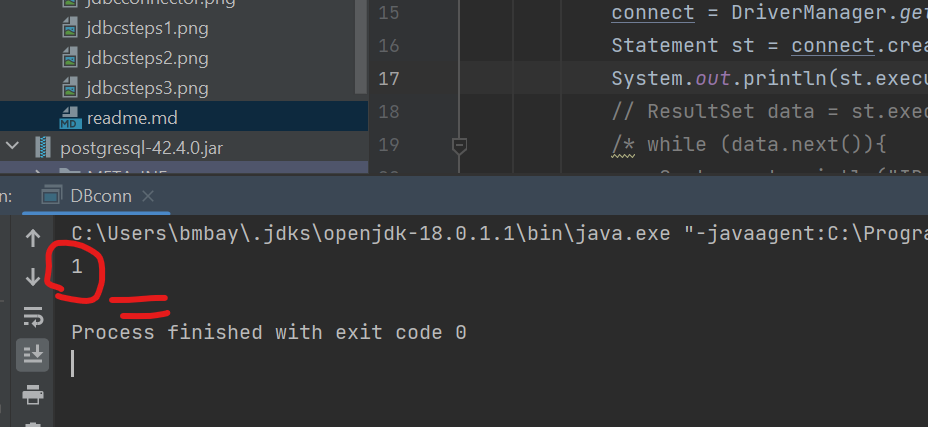 jdbcsteps1.png
jdbcsteps2.png
jdbcsteps3.png
readme.md
postgresql-42.4.0.jar
15 connect = DriverManager.get
16 Statement st = connect.crea
17 System.out.println(st.execu
18 // ResultSet data = st.exec
19 /* while (data.next()){
n: DBconn
C:\Users\bmbay\.jdks\openjdk-18.0.1.1\bin\java.exe "-javaagent:C:\Progra
1
Process finished with exit code 0